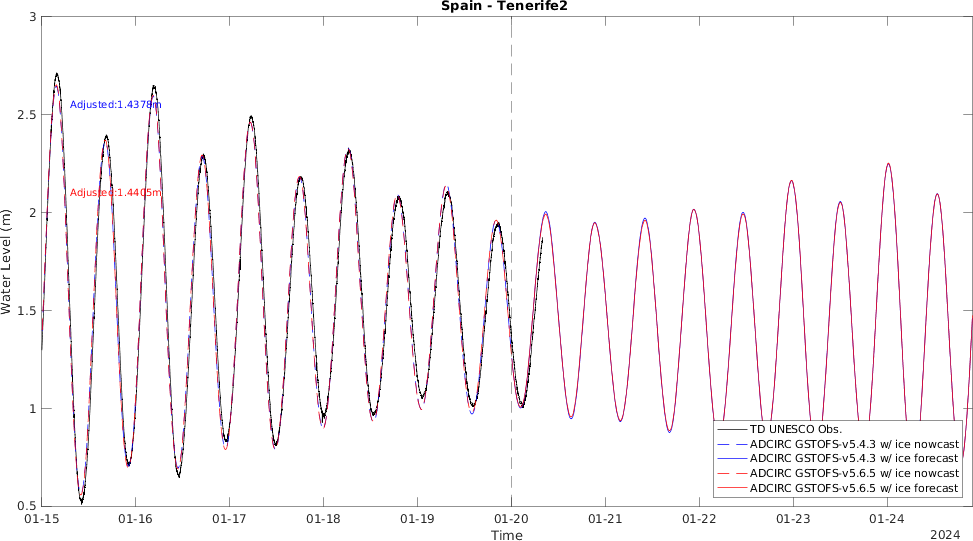 Spain - Tenerife2
3
2.5
2
1.5
1
0.5
Water Level (m)
Adjusted:1.4378m
Adjusted:1.4405m
TD UNESCO Obs.
ADCIRC GSTOFS-v5.4.3 w/ ice nowcast
ADCIRC GSTOFS-v5.4.3 w/ ice forecast
ADCIRC GSTOFS-v5.6.5 w/ ice nowcast
ADCIRC GSTOFS-v5.6.5 w/ ice forecast
01-15 01-16 01-17 01-18 01-19 01-20 01-21 01-22 01-23 01-24
Time
2024